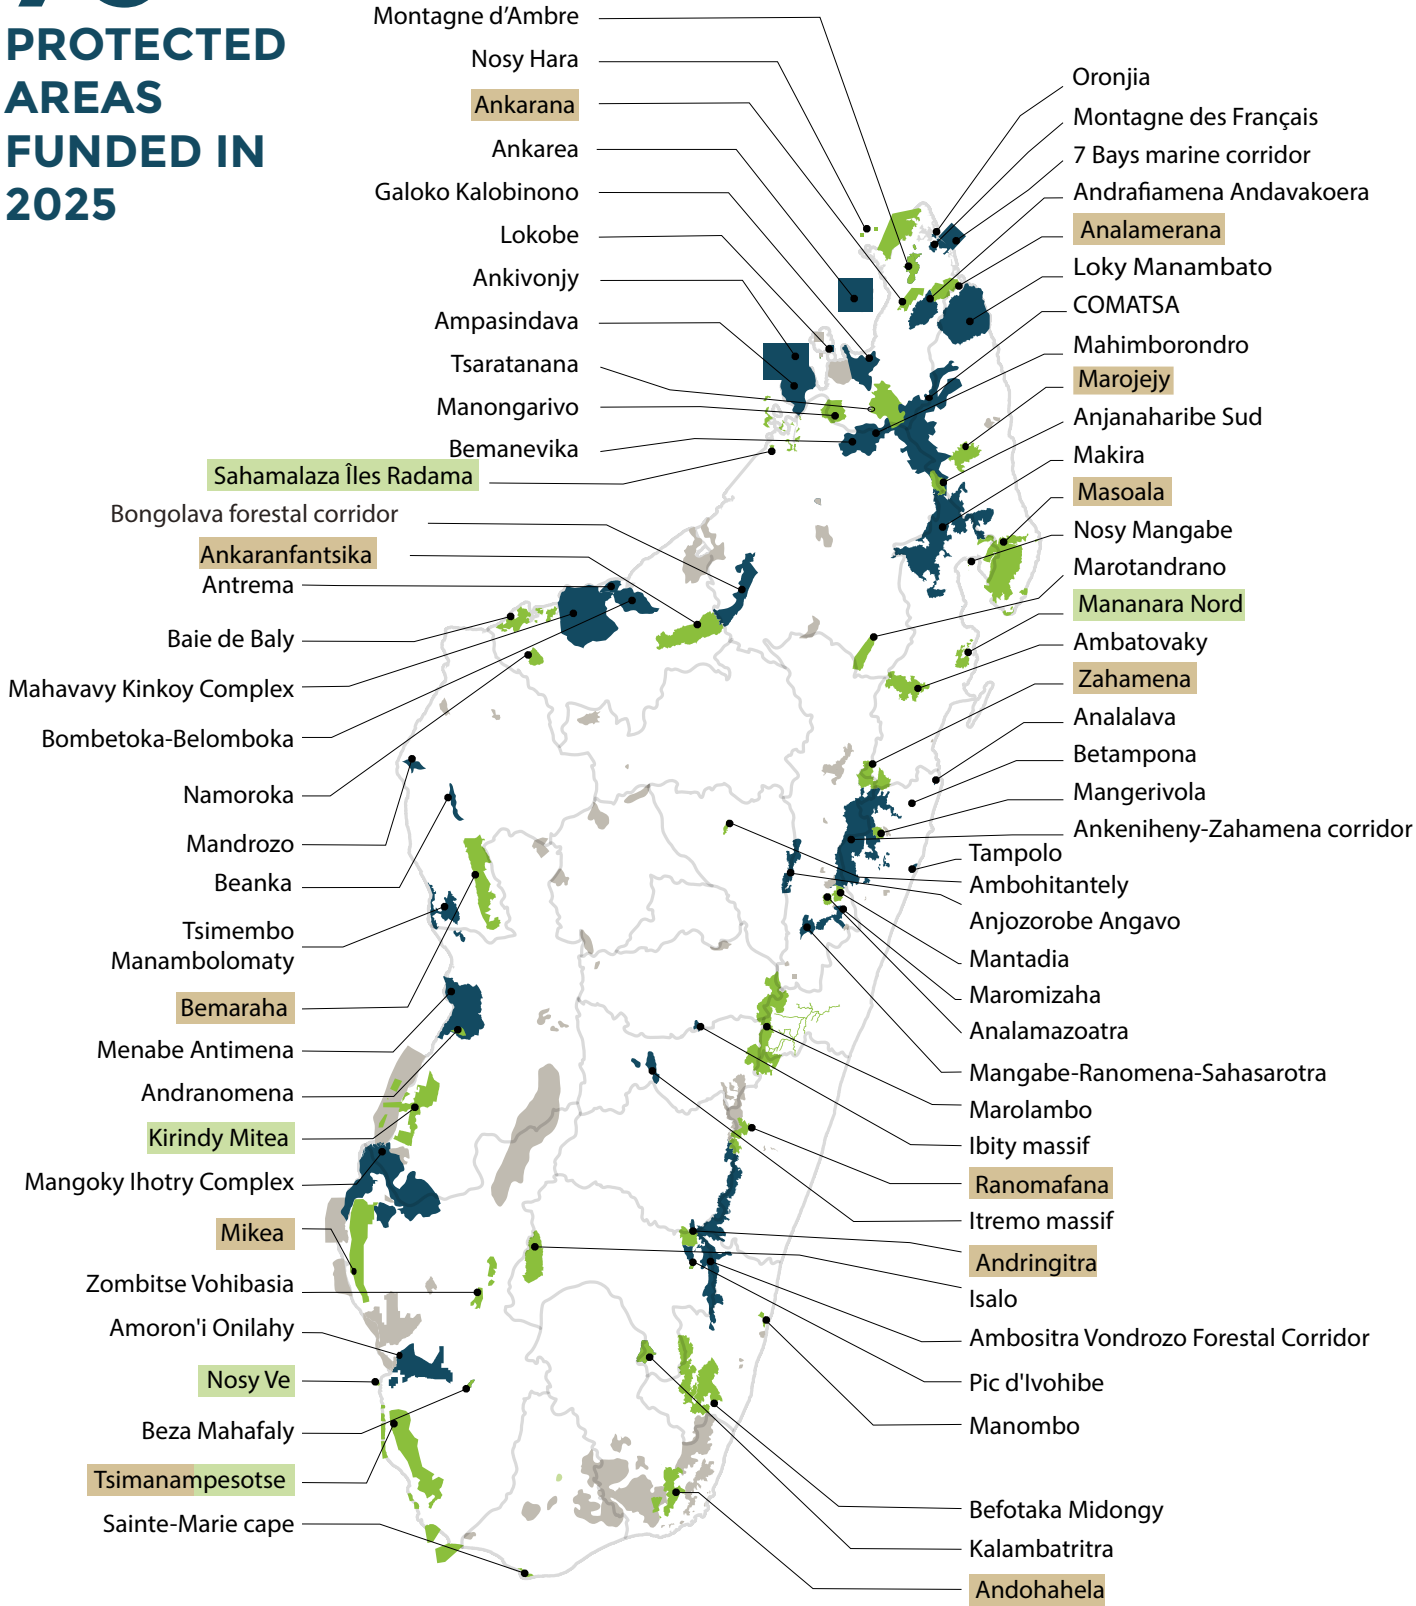 PROTECTED
AREAS
FUNDED IN
2025
Montagne d’Ambre
Nosy Hara
Ankarana
Ankarea
Galoko Kalobinono
Lokobe
Ankivonjy
Ampasindava
Tsaratanana
Manongarivo
Bemanevika
Sahamalaza Îles Radama
Bongolava forestal corridor
Ankaranfantsika
Antrema
Baie de Baly
Mahavavy Kinkoy Complex
Bombetoka-Belomboka
Namoroka
Mandrozo
Beanka
Tsimembo
Manambolomaty
Bemaraha
Menabe Antimena
Andranomena
Kirindy Mitea
Mangoky Ihotry Complex
Mikea
Zombitse Vohibasia
Amoron'i Onilahy
Nosy Ve
Beza Mahafaly
Tsimanampesotse
Sainte-Marie cape
Oronjia
Montagne des Français
7 Bays marine corridor
Andrafiamena Andavakoera
Analamerana
Loky Manambato
COMATSA
Mahimborondro
Marojejy
Anjanaharibe Sud
Makira
Masoala
Nosy Mangabe
Marotandrano
Mananara Nord
Ambatovaky
Zahamena
Analalava
Betampona
Mangerivola
Ankeniheny-Zahamena corridor
Tampolo
Ambohitantely
Anjozorobe Angavo
Mantadia
Maromizaha
Analamazoatra
Mangabe-Ranomena-Sahasarotra
Marolambo
Ibity massif
Ranomafana
Itremo massif
Andringitra
Isalo
Ambositra Vondrozo Forestal Corridor
Pic d'Ivohibe
Manombo
Befotaka Midongy
Kalambatritra
Andohahela